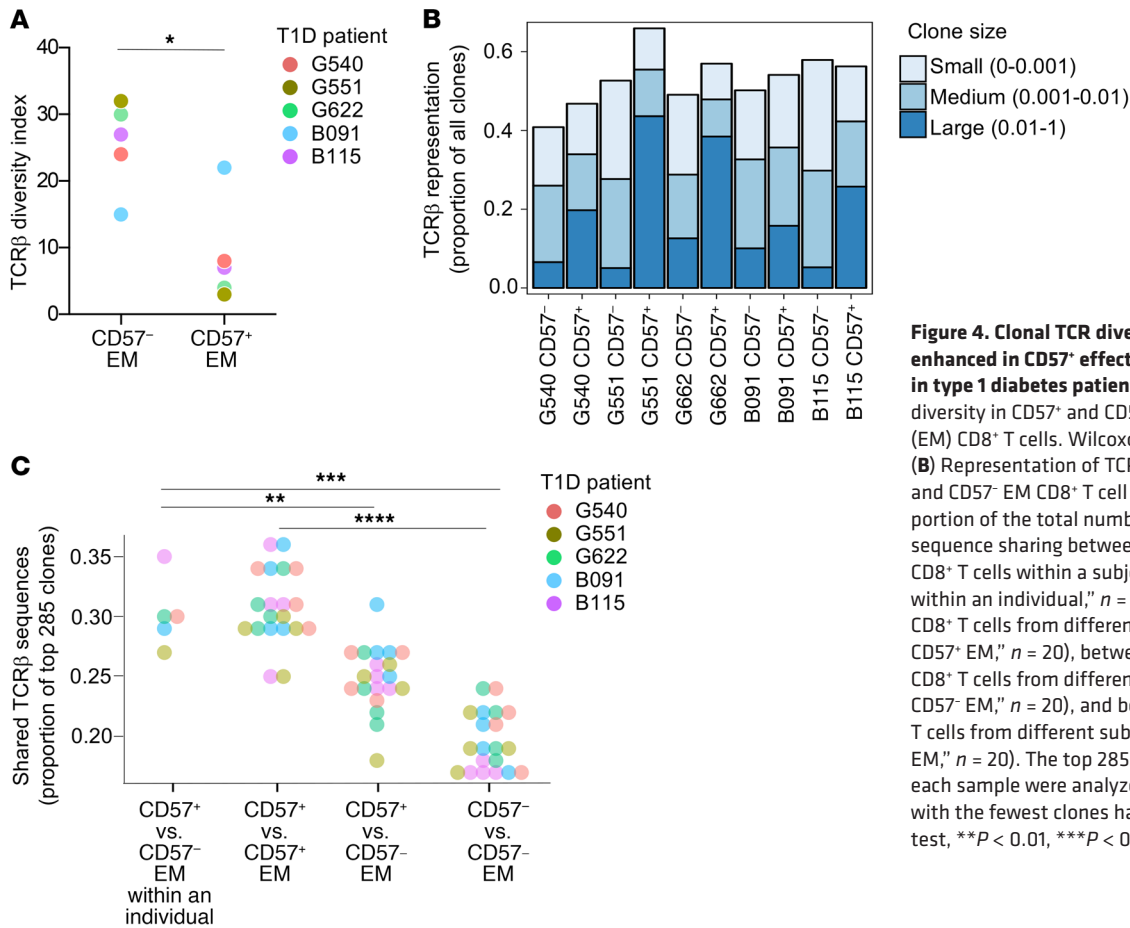 A
TCRβ diversity index
40
30
20
10
0
*
CD57⁻
EM
CD57⁺
EM
T1D patient
G540
G551
G622
B091
B115
B
TCRβ representation
(proportion of all clones)
0.6
0.4
0.2
0.0
G540 CD57⁻
G540 CD57⁺
G551 CD57⁻
G551 CD57⁺
G662 CD57⁻
G662 CD57⁺
B091 CD57⁻
B091 CD57⁺
B115 CD57⁻
B115 CD57⁺
Clone size
Small (0-0.001)
Medium (0.001-0.01)
Large (0.01-1)
C
Shared TCRβ sequences
(proportion of top 285 clones)
0.35
0.30
0.25
0.20
***
**
****
CD57⁺
vs.
CD57⁻
EM
within an
individual
CD57⁺
vs.
CD57⁺
EM
CD57⁺
vs.
CD57⁻
EM
CD57⁻
vs.
CD57⁻
EM
T1D patient
G540
G551
G622
B091
B115
Figure 4. Clonal TCR dive
enhanced in CD57⁺ effect
in type 1 diabetes patien
diversity in CD57⁺ and CD5
(EM) CD8⁺ T cells. Wilcoxo
(B) Representation of TCR
and CD57⁻ EM CD8⁺ T cell
portion of the total numb
sequence sharing between
CD8⁺ T cells within a subje
within an individual,” n =
CD8⁺ T cells from different
CD57⁺ EM,” n = 20), betwe
CD8⁺ T cells from different
CD57⁻ EM,” n = 20), and be
T cells from different sub
EM,” n = 20). The top 285
each sample were analyze
with the fewest clones ha
test, **P < 0.01, ***P < 0